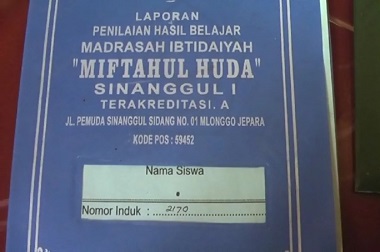 LAPORAN
PENILAIAN HASIL BELAJAR
MADRASAH IBTIDAIYAH
"MIFTAHUL HUDA"
SINANGGUL I
TERAKREDITASI. A
JL. PEMUDA SINANGGUL SIDANG NO. 01 MLONGGO JEPARA
KODE POS : 59452
Nama Siswa
Nomor Induk : 2170